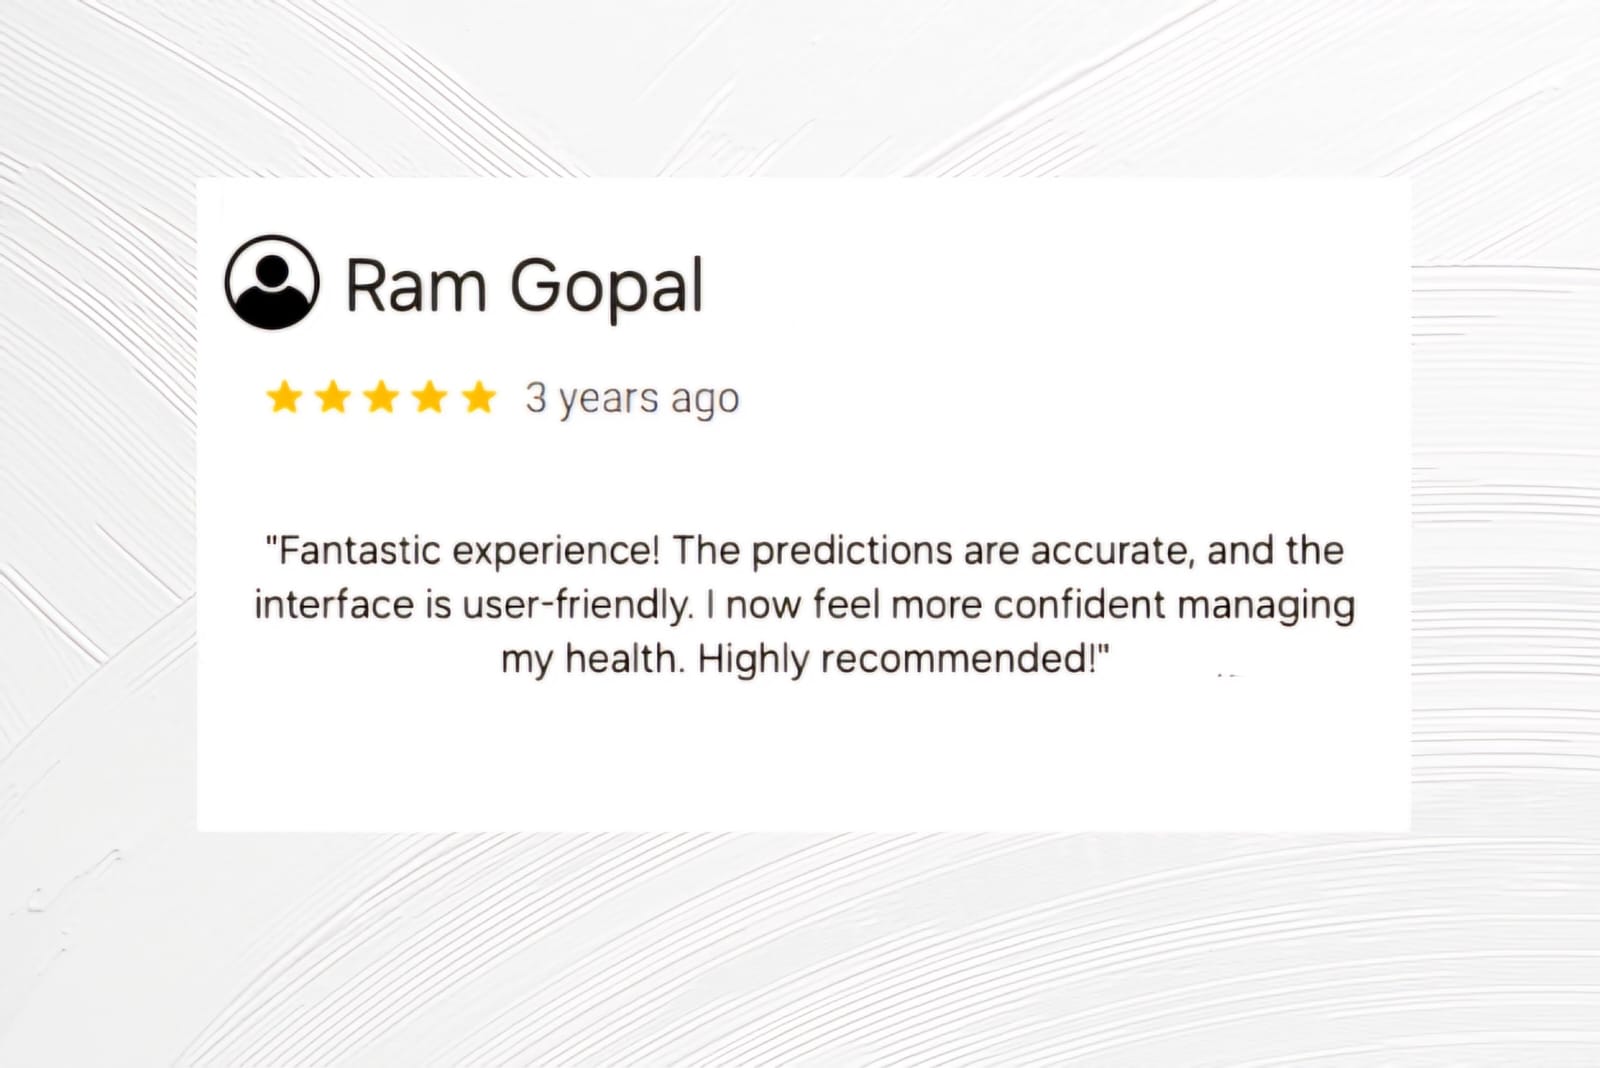 Ram Gopal
3 years ago
"Fantastic experience! The predictions are accurate, and the
interface is user-friendly. I now feel more confident managing
my health. Highly recommended!"